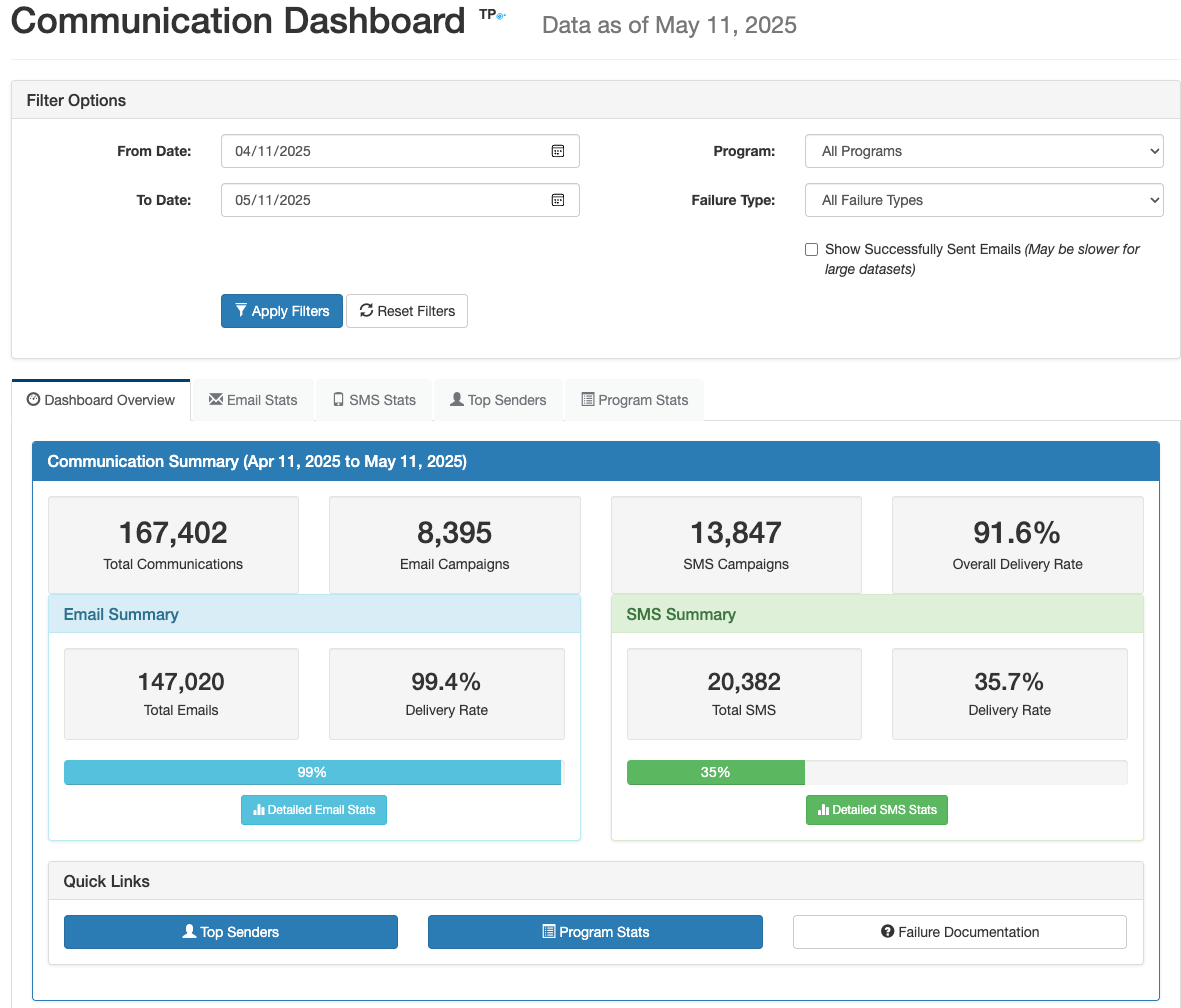 Communication Dashboard TP Data as of May 11, 2025
Filter Options
From Date: 04/11/2025 Program: All Programs
To Date: 05/11/2025 Failure Type: All Failure Types
Show Successfully Sent Emails (May be slower for
large datasets)
Apply Filters Reset Filters
Dashboard Overview Email Stats SMS Stats Top Senders Program Stats
Communication Summary (Apr 11, 2025 to May 11, 2025)
167,402 8,395 13,847 91.6%
Total Communications Email Campaigns SMS Campaigns Overall Delivery Rate
Email Summary SMS Summary
147,020 99.4% 20,382 35.7%
Total Emails Delivery Rate Total SMS Delivery Rate
99% 35%
Detailed Email Stats Detailed SMS Stats
Quick Links
Top Senders Program Stats Failure Documentation